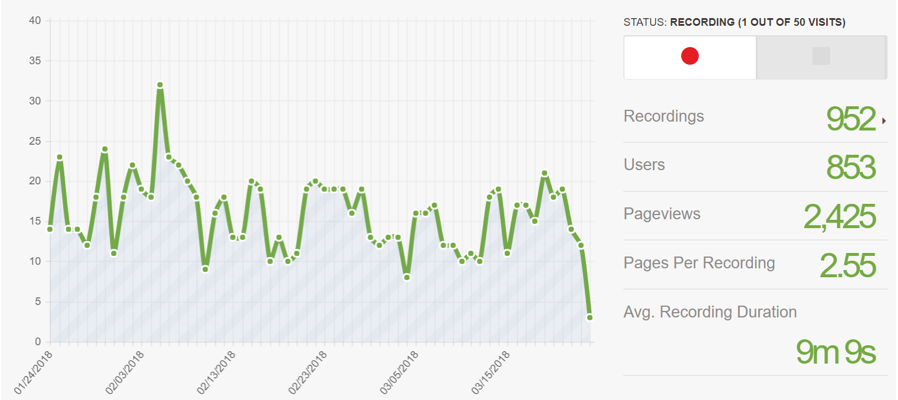 40
35
30
25
20
15
10
5
0
01/24/2018
02/03/2018
02/13/2018
02/23/2018
03/05/2018
03/15/2018
STATUS: RECORDING (1 OUT OF 50 VISITS)
Recordings 952
Users 853
Pageviews 2,425
Pages Per Recording 2.55
Avg. Recording Duration
9m 9s